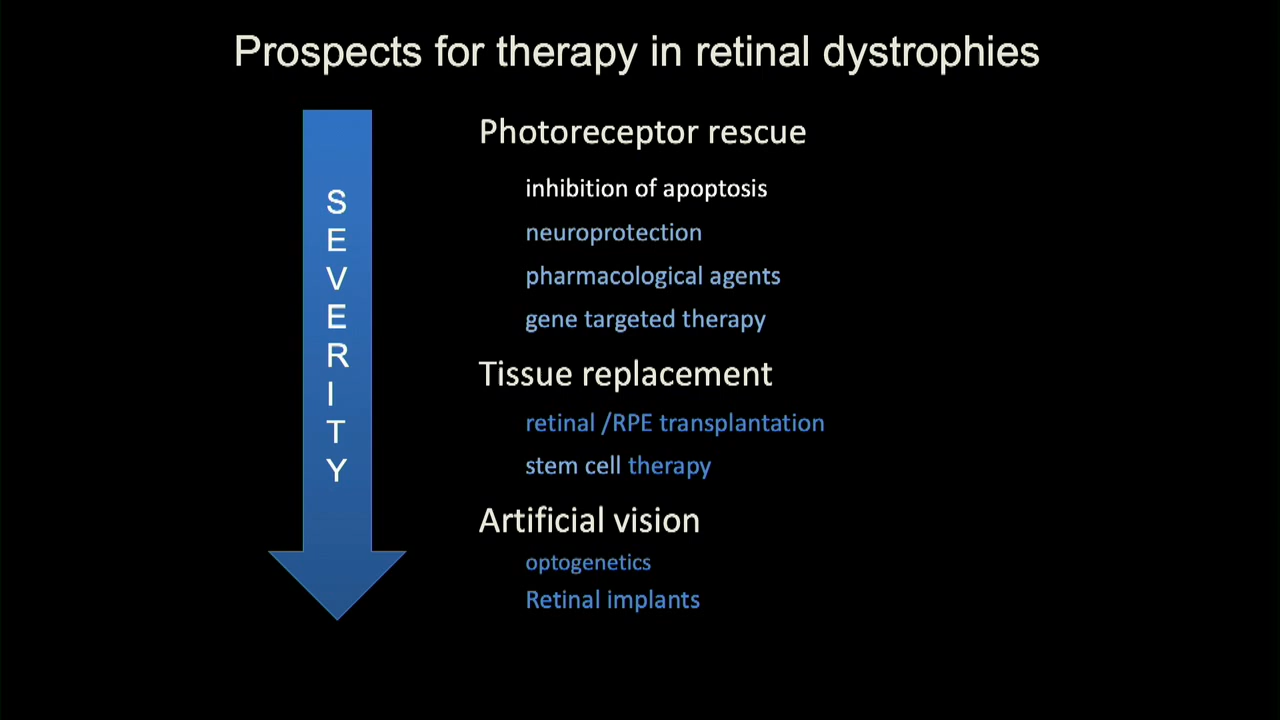 Prospects for therapy in retinal dystrophies
SEVERITY
Photoreceptor rescue
inhibition of apoptosis
neuroprotection
pharmacological agents
gene targeted therapy
Tissue replacement
retinal /RPE transplantation
stem cell therapy
Artificial vision
optogenetics
Retinal implants